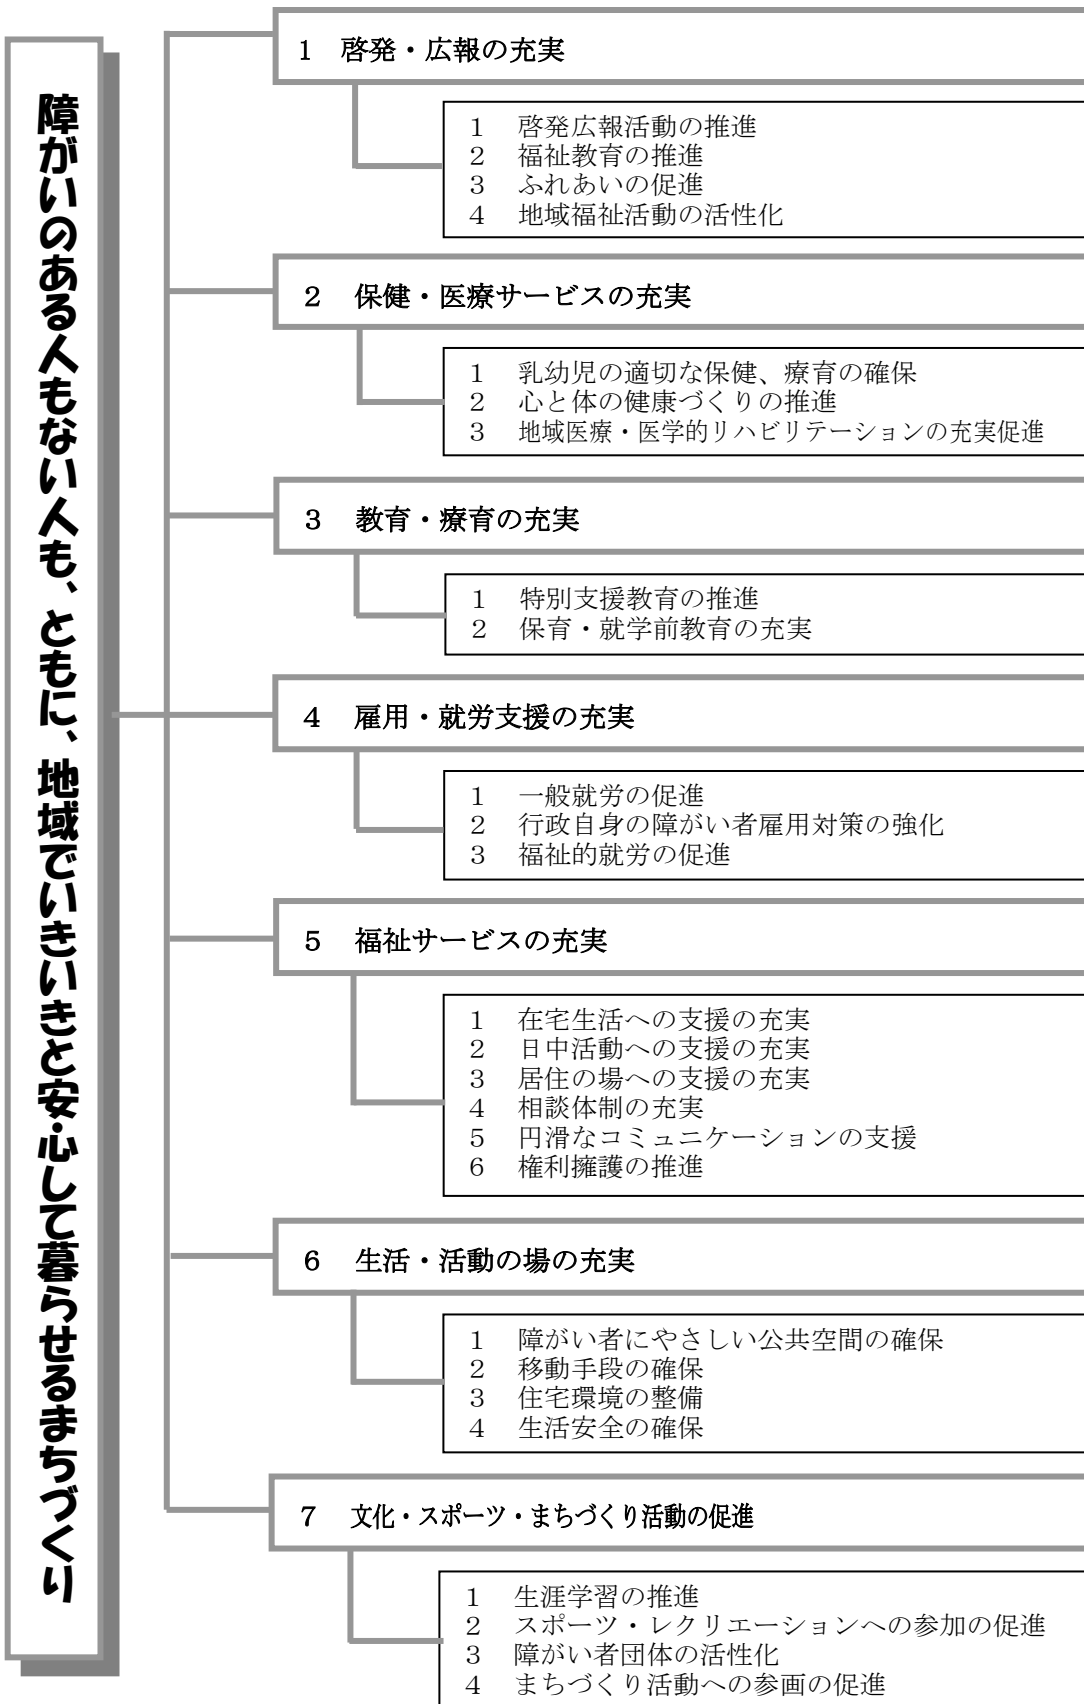 障がいのある人もない人も、ともに、地域でいきいきと安心して暮らせるまちづくり
１　啓発・広報の充実
１　啓発広報活動の推進
２　福祉教育の推進
３　ふれあいの促進
４　地域福祉活動の活性化
２　保健・医療サービスの充実
１　乳幼児の適切な保健、療育の確保
２　心と体の健康づくりの推進
３　地域医療・医学的リハビリテーションの充実促進
３　教育・療育の充実
１　特別支援教育の推進
２　保育・就学前教育の充実
４　雇用・就労支援の充実
１　一般就労の促進
２　行政自身の障がい者雇用対策の強化
３　福祉的就労の促進
５　福祉サービスの充実
１　在宅生活への支援の充実
２　日中活動への支援の充実
３　居住の場への支援の充実
４　相談体制の充実
５　円滑なコミュニケーションの支援
６　権利擁護の推進
６　生活・活動の場の充実
１　障がい者にやさしい公共空間の確保
２　移動手段の確保
３　住宅環境の整備
４　生活安全の確保
７　文化・スポーツ・まちづくり活動の促進
１　生涯学習の推進
２　スポーツ・レクリエーションへの参加の促進
３　障がい者団体の活性化
４　まちづくり活動への参画の促進